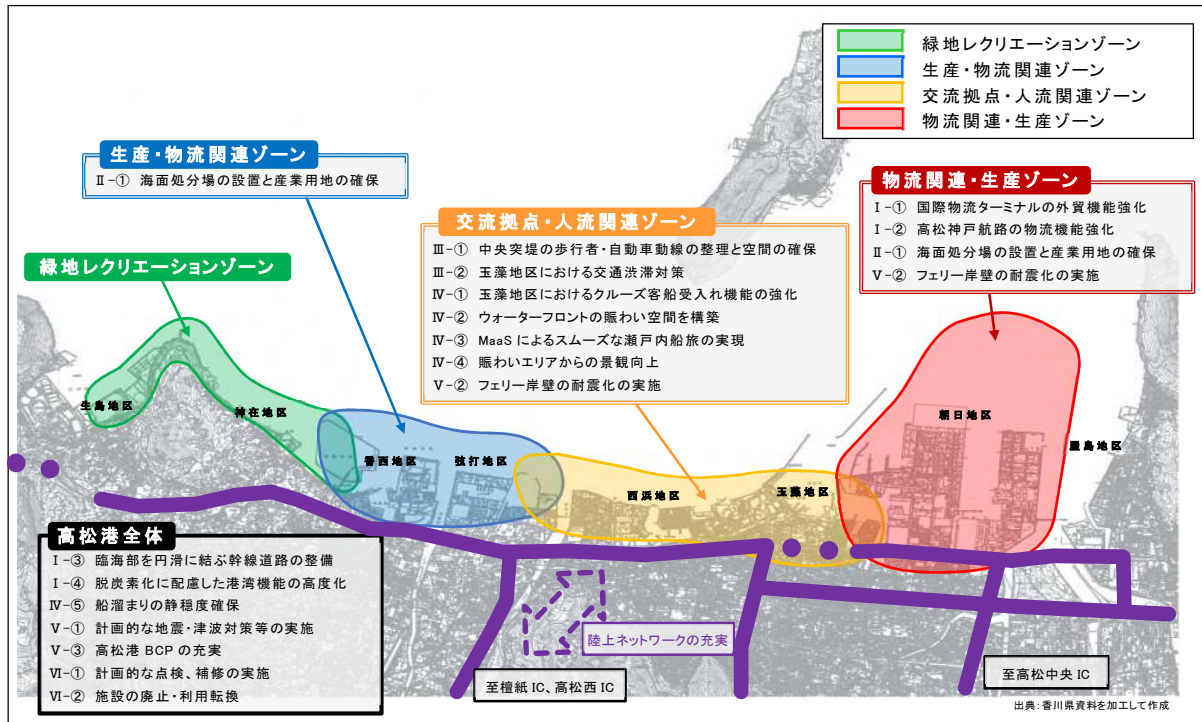 緑地レクリエーションゾーン
生産・物流関連ゾーン
交流拠点・人流関連ゾーン
物流関連・生産ゾーン
生産・物流関連ゾーン
Ⅱ-① 海面処分場の設置と産業用地の確保
物流関連・生産ゾーン
Ⅰ-① 国際物流ターミナルの外貿機能強化
Ⅰ-② 高松神戸航路の物流機能強化
Ⅱ-① 海面処分場の設置と産業用地の確保
Ⅴ-② フェリー岸壁の耐震化の実施
交流拠点・人流関連ゾーン
Ⅲ-① 中央突堤の歩行者・自動車動線の整理と空間の確保
Ⅲ-② 玉藻地区における交通渋滞対策
Ⅳ-① 玉藻地区におけるクルーズ客船受入れ機能の強化
Ⅳ-② ウォーターフロントの賑わい空間を構築
Ⅳ-③ MaaSによるスムーズな瀬戸内船旅の実現
Ⅳ-④ 賑わいエリアからの景観向上
Ⅴ-② フェリー岸壁の耐震化の実施
緑地レクリエーションゾーン
生島地区
神在地区
香西地区
弦打地区
西浜地区
玉藻地区
朝日地区
屋島地区
高松港全体
Ⅰ-③ 臨海部を円滑に結ぶ幹線道路の整備
Ⅰ-④ 脱炭素化に配慮した港湾機能の高度化
Ⅳ-⑤ 船溜まりの静穏度確保
Ⅴ-① 計画的な地震・津波対策等の実施
Ⅴ-③ 高松港BCPの充実
Ⅵ-① 計画的な点検、補修の実施
Ⅵ-② 施設の廃止・利用転換
陸上ネットワークの充実
至檀紙IC、高松西IC
至高松中央IC
出典：香川県資料を加工して作成